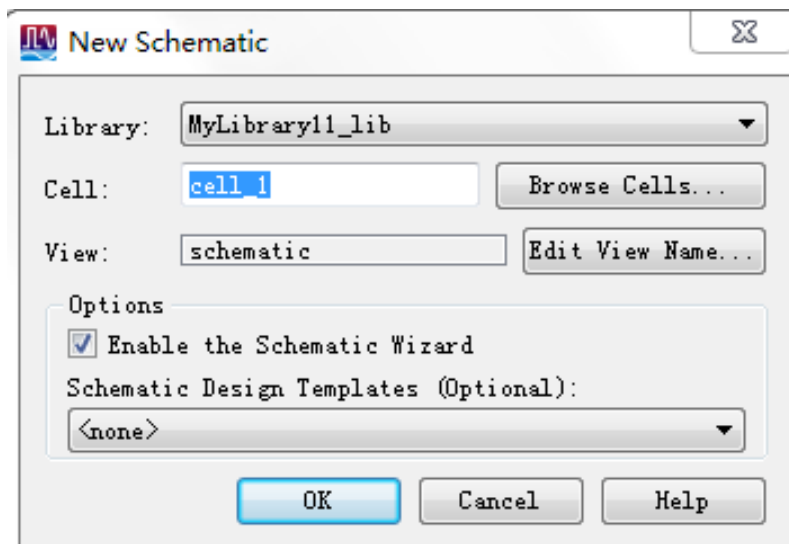 New Schematic
Library: MyLibrary11_lib
Cell: cell_1 Browse Cells...
View: schematic Edit View Name...
Options
Enable the Schematic Wizard
Schematic Design Templates (Optional):
<none>
OK Cancel Help